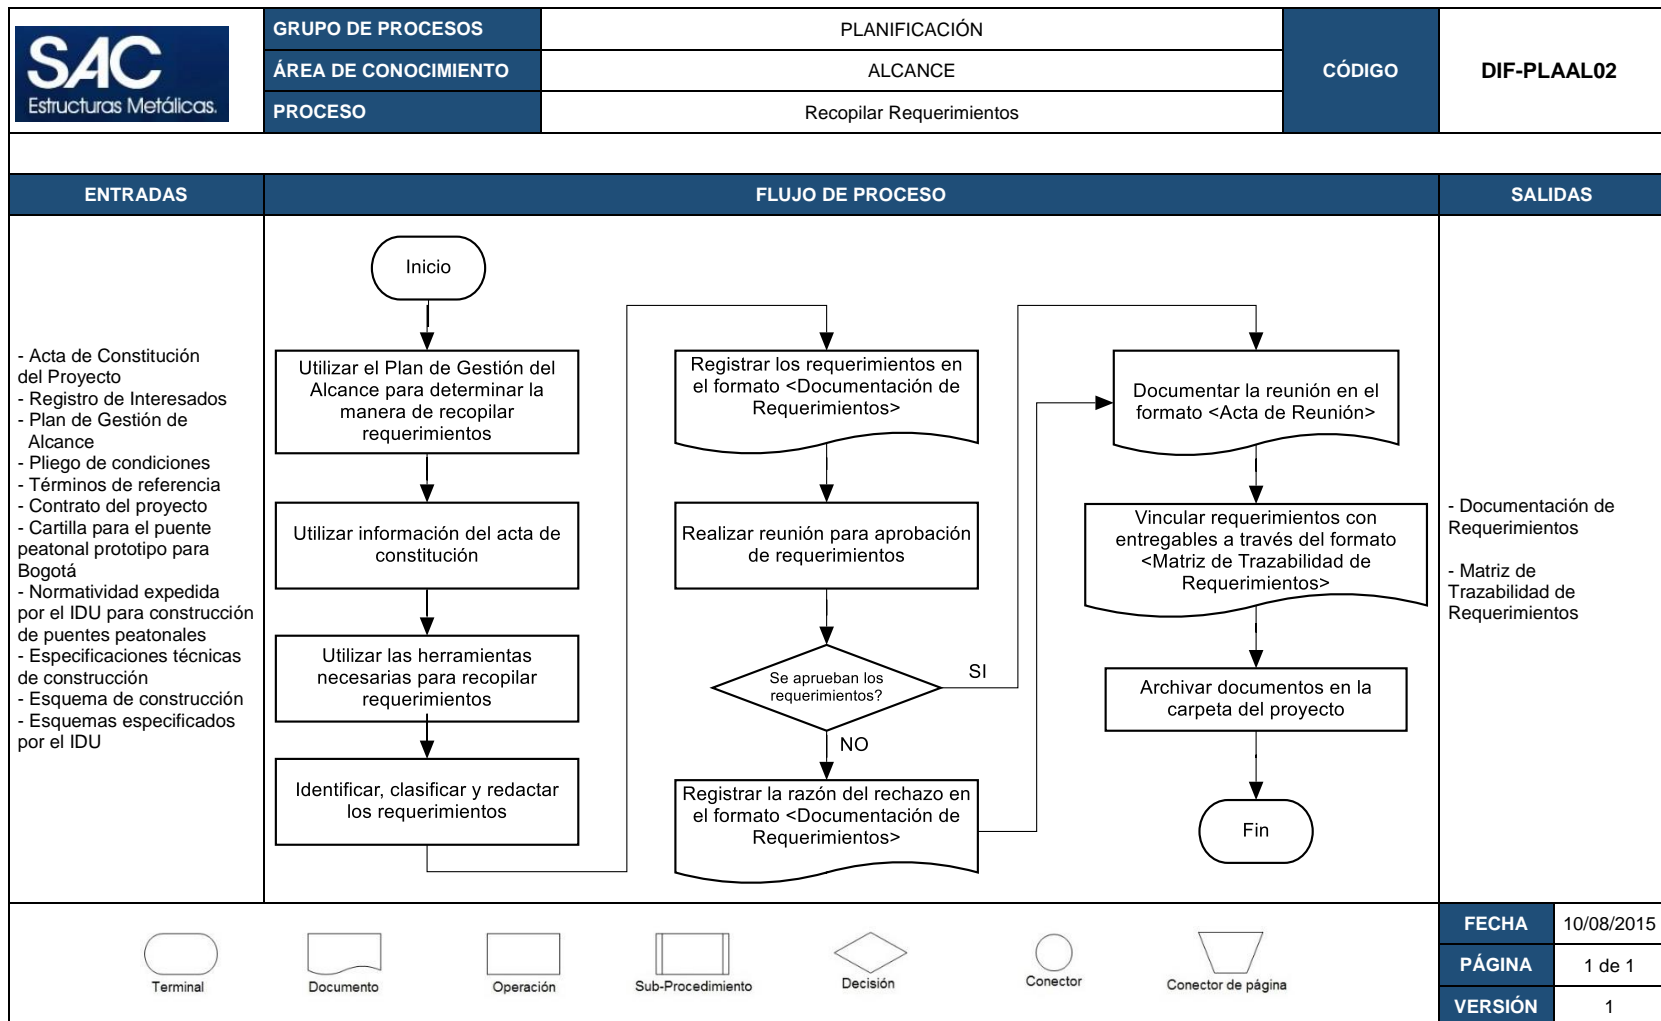 SAC
Estructuras Metálicas.
GRUPO DE PROCESOS
PLANIFICACIÓN
ÁREA DE CONOCIMIENTO
ALCANCE
PROCESO
Recopilar Requerimientos
CÓDIGO
DIF-PLAAL02
ENTRADAS
FLUJO DE PROCESO
SALIDAS
- Acta de Constitución
del Proyecto
- Registro de Interesados
- Plan de Gestión de
Alcance
- Pliego de condiciones
- Términos de referencia
- Contrato del proyecto
- Cartilla para el puente
peatonal prototipo para
Bogotá
- Normatividad expedida
por el IDU para construcción
de puentes peatonales
- Especificaciones técnicas
de construcción
- Esquema de construcción
- Esquemas especificados
por el IDU
Inicio
Utilizar el Plan de Gestión del
Alcance para determinar la
manera de recopilar
requerimientos
Utilizar información del acta de
constitución
Utilizar las herramientas
necesarias para recopilar
requerimientos
Identificar, clasificar y redactar
los requerimientos
Registrar los requerimientos en
el formato <Documentación de
Requerimientos>
Realizar reunión para aprobación
de requerimientos
Se aprueban los
requerimientos?
SI
NO
Registrar la razón del rechazo en
el formato <Documentación de
Requerimientos>
Documentar la reunión en el
formato <Acta de Reunión>
Vincular requerimientos con
entregables a través del formato
<Matriz de Trazabilidad de
Requerimientos>
Archivar documentos en la
carpeta del proyecto
Fin
- Documentación de
Requerimientos
- Matriz de
Trazabilidad de
Requerimientos
Terminal
Documento
Operación
Sub-Procedimiento
Decisión
Conector
Conector de página
FECHA
10/08/2015
PÁGINA
1 de 1
VERSIÓN
1